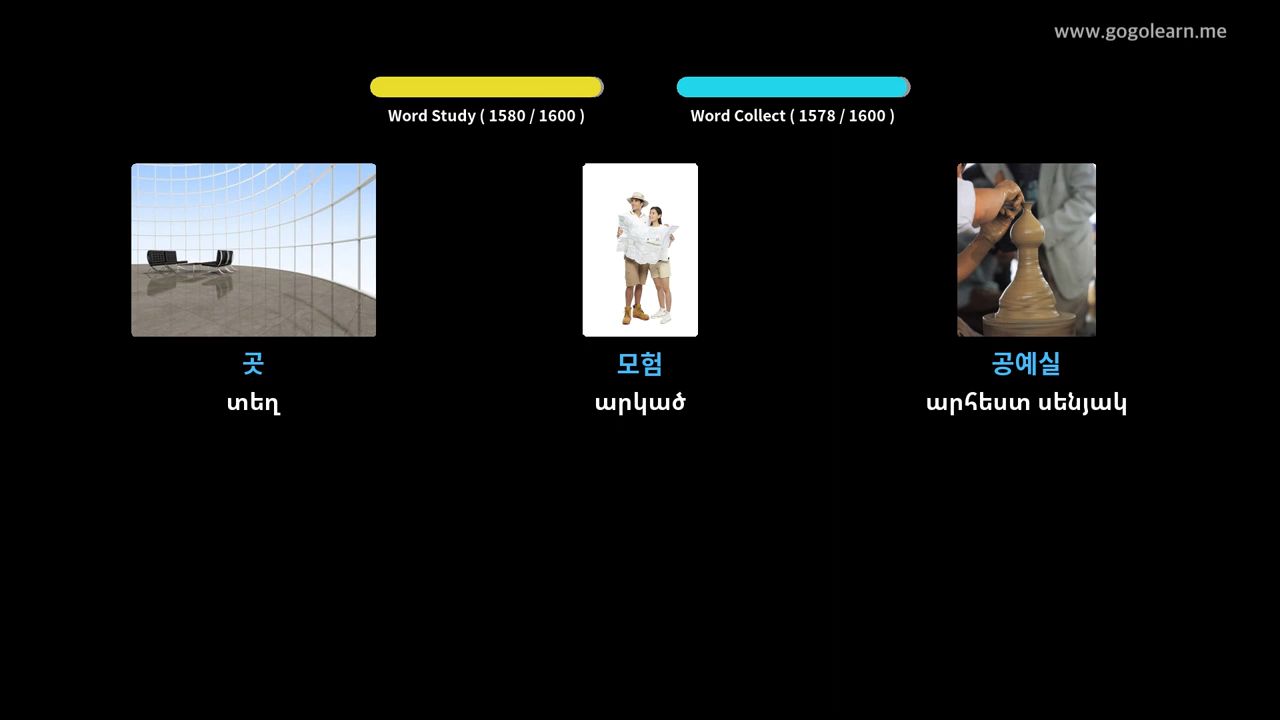 www.gogolearn.me
Word Study ( 1580 / 1600 )
Word Collect ( 1578 / 1600 )
곳
տեղ
모험
արկած
공예실
արհեստ սենյակ